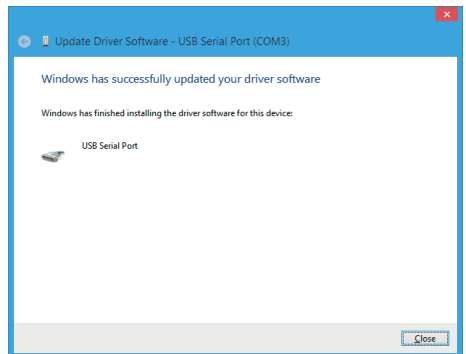 Update Driver Software - USB Serial Port (COM3)
Windows has successfully updated your driver software
Windows has finished installing the driver software for this device:
USB Serial Port
Close